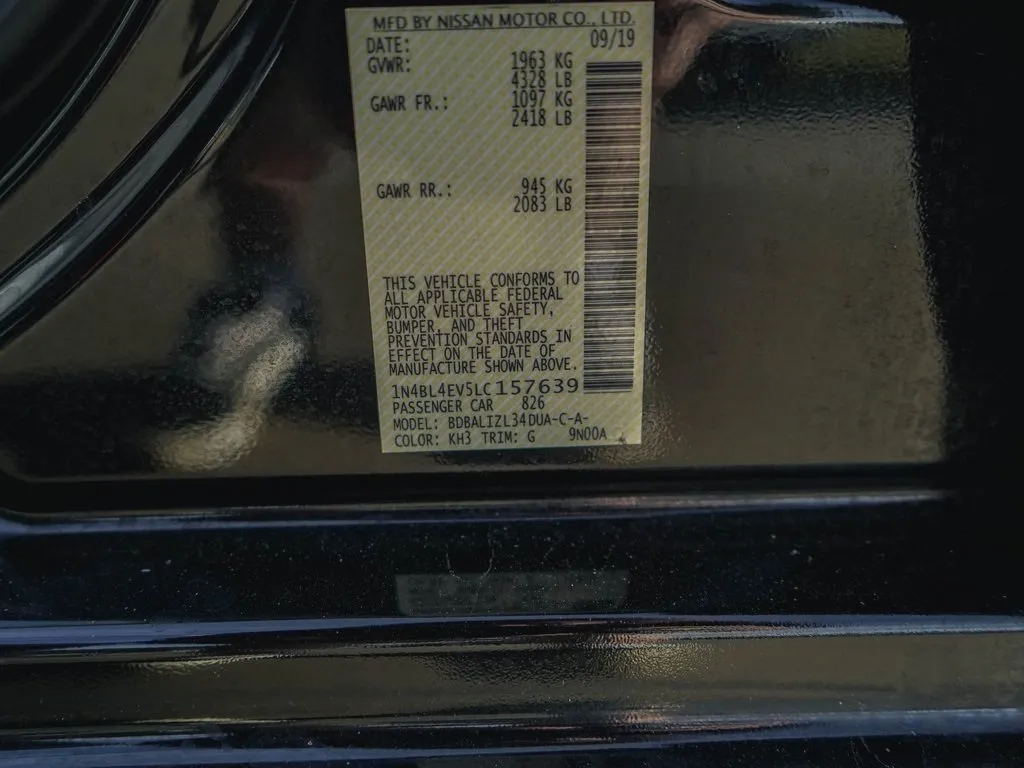 MFD BY NISSAN MOTOR CO., LTD.
DATE: 09/19
GVWR: 1963 KG
4328 LB
GAWR FR.: 1097 KG
2418 LB
GAWR RR.: 945 KG
2083 LB
THIS VEHICLE CONFORMS TO
ALL APPLICABLE FEDERAL
MOTOR VEHICLE SAFETY,
BUMPER, AND THEFT
PREVENTION STANDARDS IN
EFFECT ON THE DATE OF
MANUFACTURE SHOWN ABOVE.
1N4BL4EV5LC157639
PASSENGER CAR 826
MODEL: BDBALIZL34DUA-C-A-
COLOR: KH3 TRIM: G 9N00A